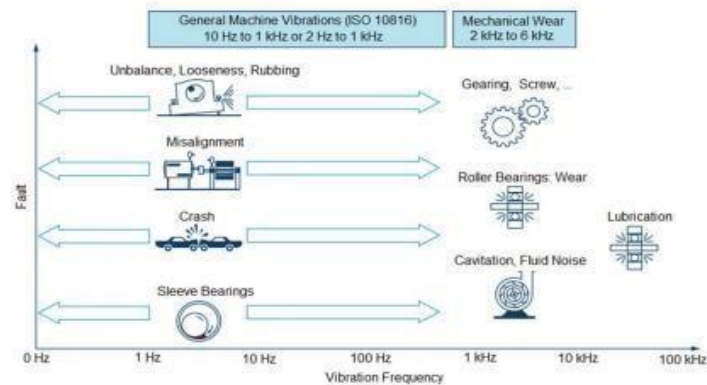 General Machine Vibrations (ISO 10816)
10 Hz to 1 kHz or 2 Hz to 1 kHz
Mechanical Wear
2 kHz to 6 kHz
Unbalance, Looseness, Rubbing
Gearing, Screw, ...
Misalignment
Roller Bearings: Wear
Crash
Lubrication
Cavitation, Fluid Noise
Sleeve Bearings
Fault
0 Hz
1 Hz
10 Hz
100 Hz
1 kHz
10 kHz
100 kHz
Vibration Frequency